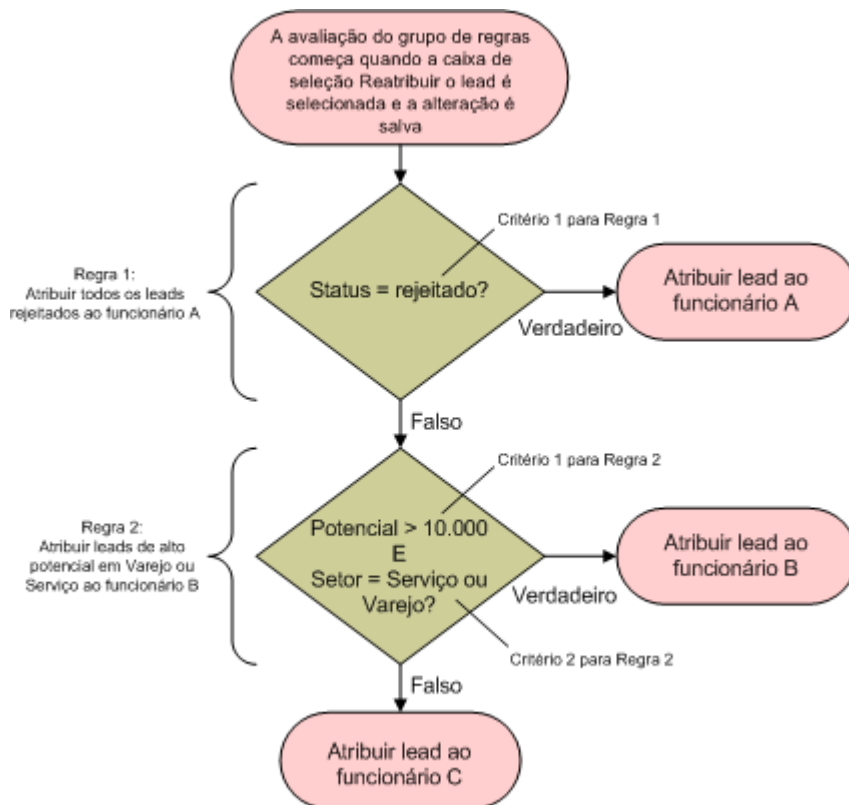 A avaliação do grupo de regras
começa quando a caixa de
seleção Reatribuir o lead é
selecionada e a alteração é
salva
Critério 1 para Regra 1
Regra 1:
Atribuir todos os leads
rejeitados ao funcionário A
Status = rejeitado?
Atribuir lead ao
funcionário A
Verdadeiro
Falso
Critério 1 para Regra 2
Regra 2:
Atribuir leads de alto
potencial em Varejo ou
Serviço ao funcionário B
Potencial > 10.000
E
Setor = Serviço ou
Varejo?
Atribuir lead ao
funcionário B
Verdadeiro
Critério 2 para Regra 2
Falso
Atribuir lead ao
funcionário C